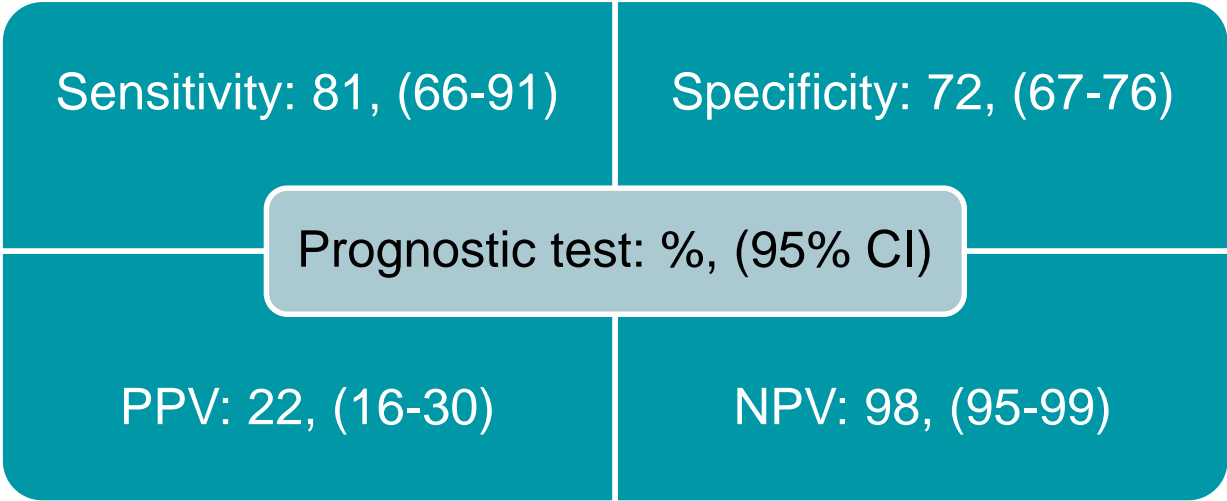 Sensitivity: 81, (66-91)
Specificity: 72, (67-76)
Prognostic test: %, (95% CI)
PPV: 22, (16-30)
NPV: 98, (95-99)